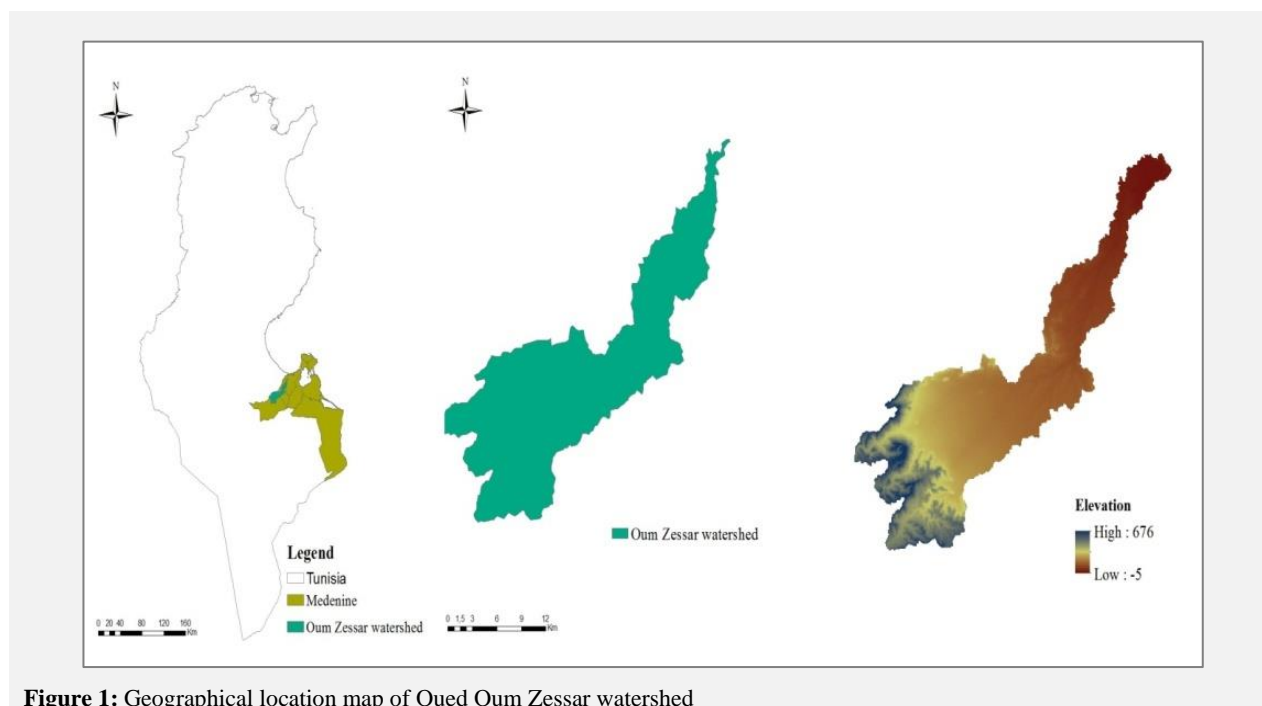 N
N
Legend
Tunisia
Medenine
Oum Zessar watershed
0 20 40 80 120 160
Km
Oum Zessar watershed
0 1,5 3 6 9 12
Km
Elevation
High : 676
Low : -5
Figure 1: Geographical location map of Oued Oum Zessar watershed